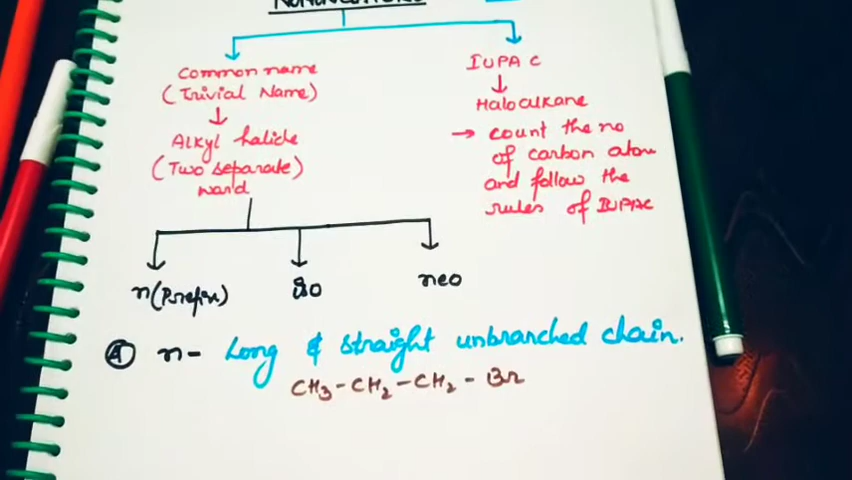 Common name
(Trivial Name)
Alkyl halide
(Two separate
word
IUPAC
Haloalkane
→ count the no
of carbon atom
and follow the
rules of IUPAC
n (Prefix)
iso
neo
A n- Long & straight unbranched chain.
CH3-CH2-CH2-Br